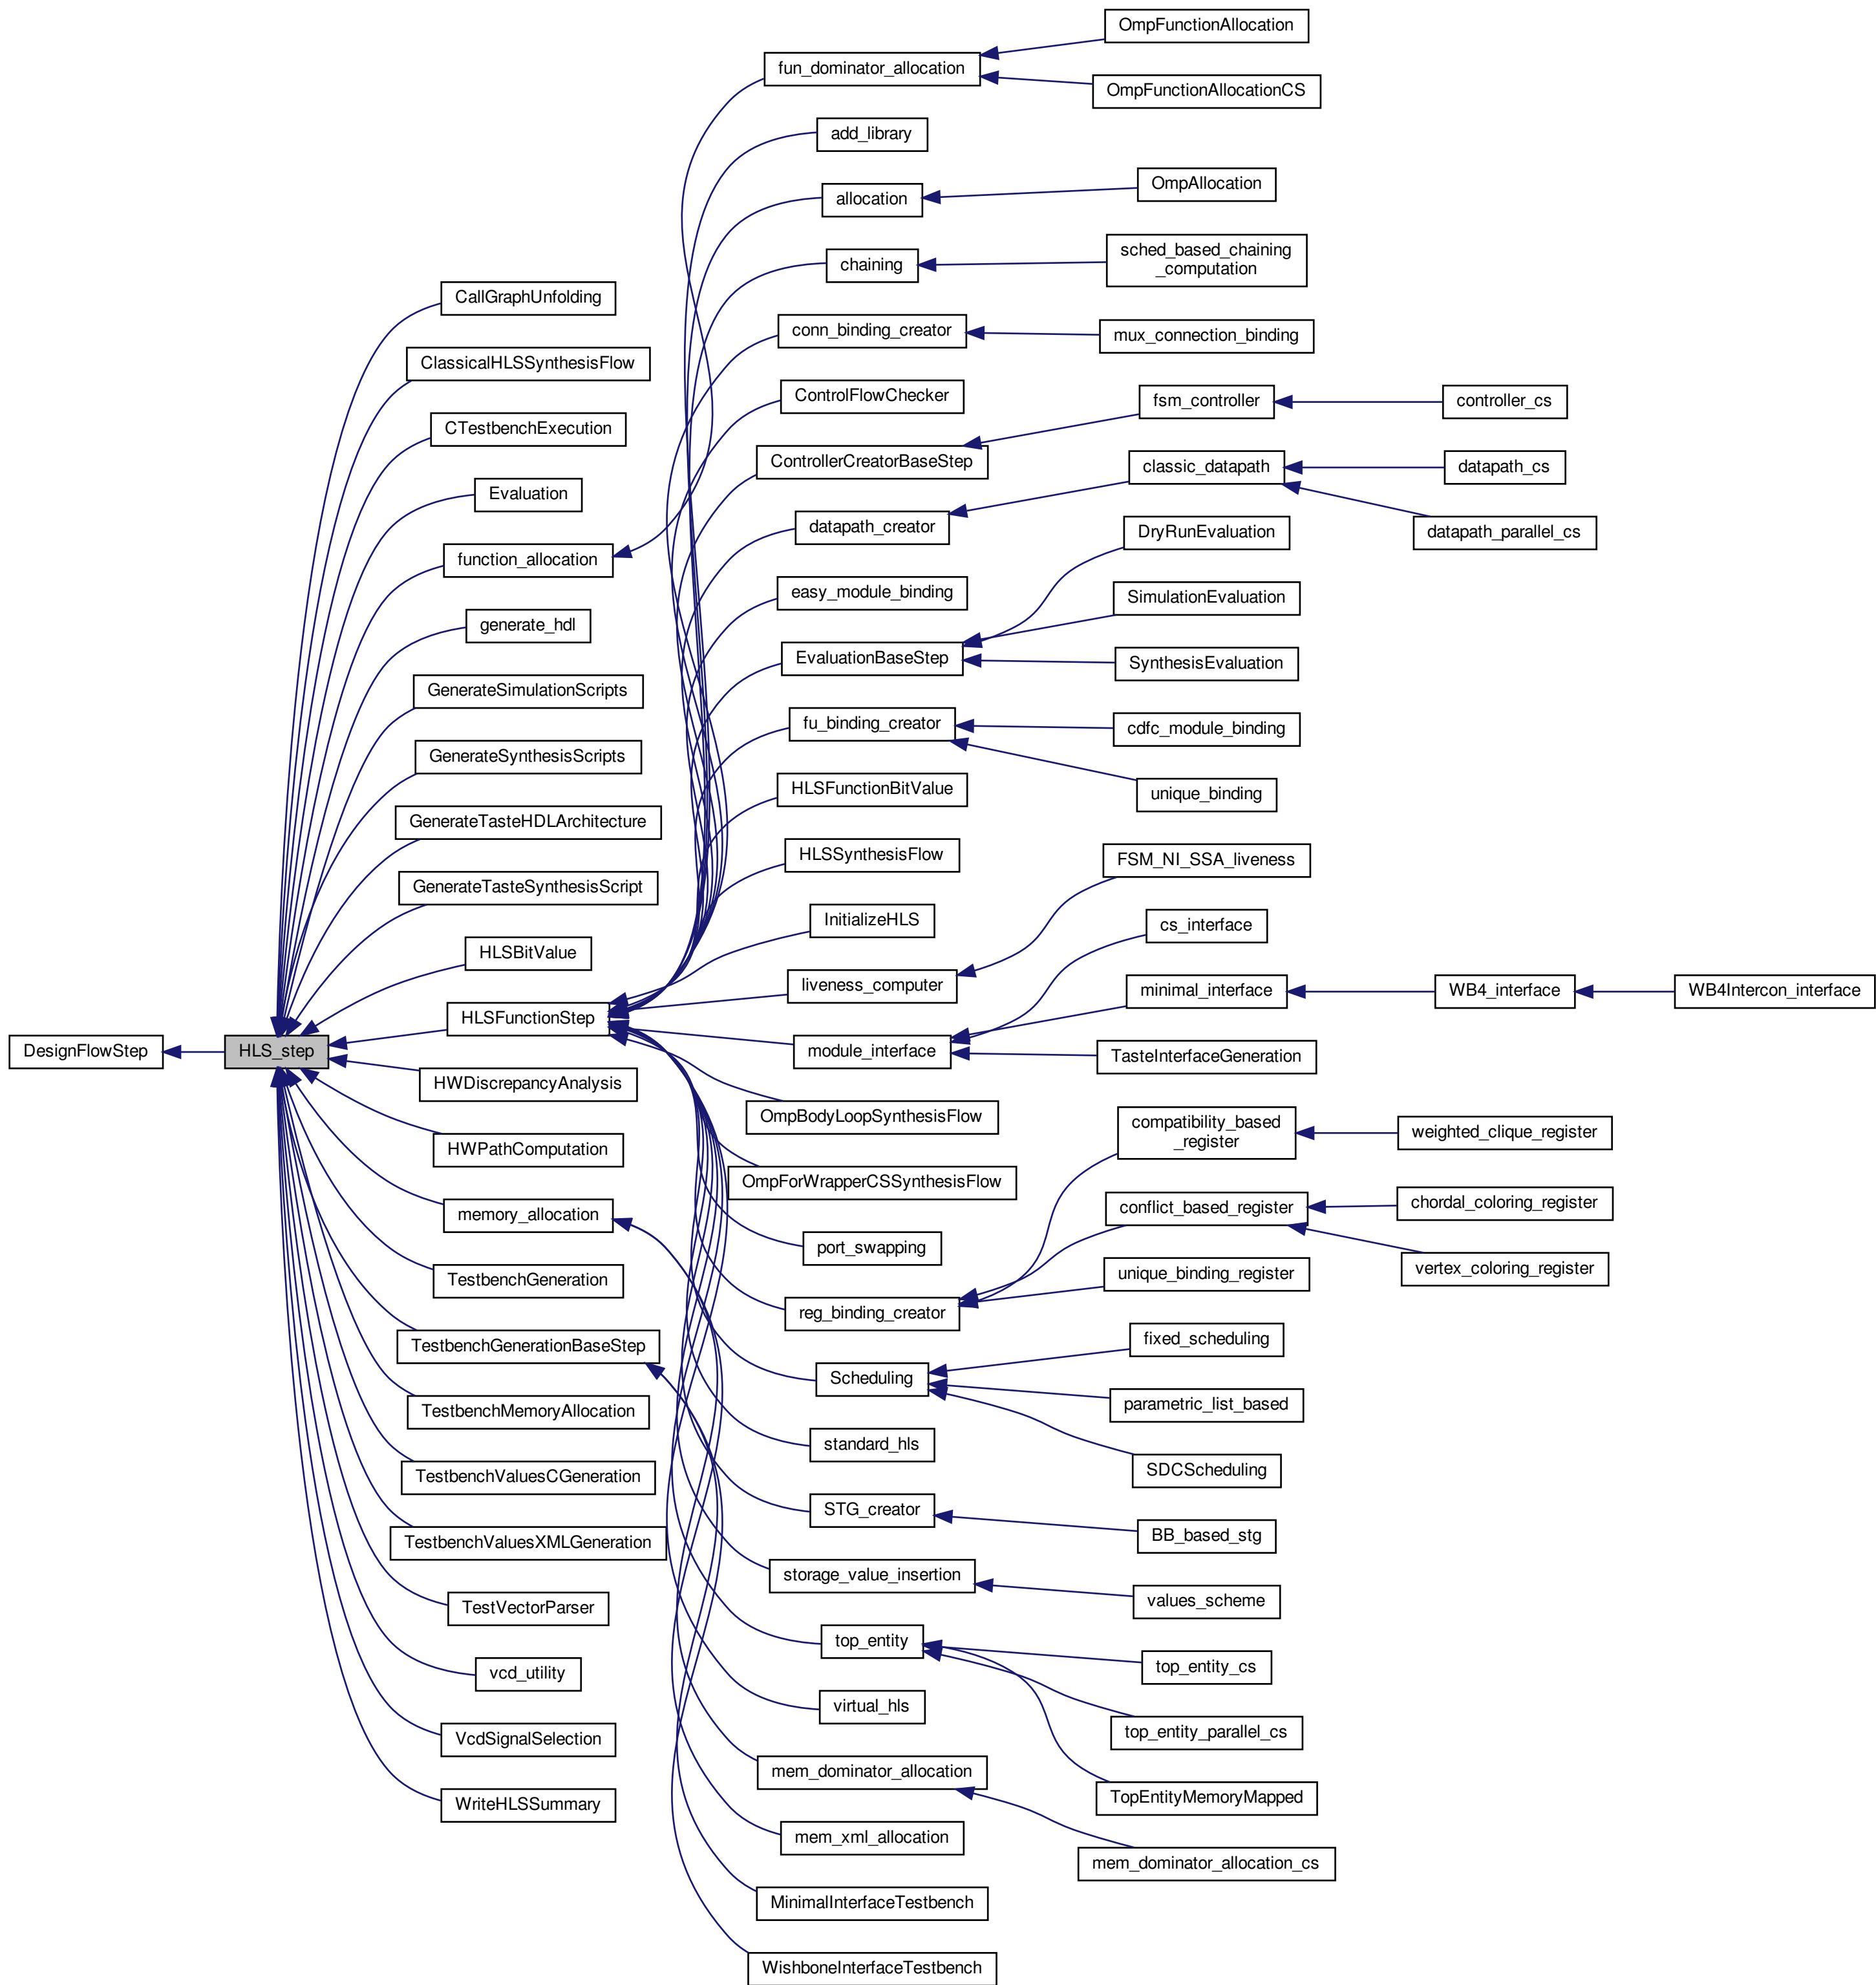 DesignFlowStep
HLS_step
CallGraphUnfolding
ClassicalHLSSynthesisFlow
CTestbenchExecution
Evaluation
function_allocation
generate_hdl
GenerateSimulationScripts
GenerateSynthesisScripts
GenerateTasteHDLArchitecture
GenerateTasteSynthesisScript
HLSBitValue
HLSFunctionStep
HWDiscrepancyAnalysis
HWPathComputation
memory_allocation
TestbenchGeneration
TestbenchGenerationBaseStep
TestbenchMemoryAllocation
TestbenchValuesCGeneration
TestbenchValuesXMLGeneration
TestVectorParser
vcd_utility
VcdSignalSelection
WriteHLSSummary
fun_dominator_allocation
add_library
allocation
chaining
conn_binding_creator
ControlFlowChecker
ControllerCreatorBaseStep
datapath_creator
easy_module_binding
EvaluationBaseStep
fu_binding_creator
HLSFunctionBitValue
HLSSynthesisFlow
InitializeHLS
liveness_computer
module_interface
OmpBodyLoopSynthesisFlow
OmpForWrapperCSSynthesisFlow
port_swapping
reg_binding_creator
Scheduling
standard_hls
STG_creator
storage_value_insertion
top_entity
virtual_hls
mem_dominator_allocation
mem_xml_allocation
MinimalInterfaceTestbench
WishboneInterfaceTestbench
OmpFunctionAllocation
OmpFunctionAllocationCS
OmpAllocation
sched_based_chaining
_computation
mux_connection_binding
fsm_controller
classic_datapath
DryRunEvaluation
SimulationEvaluation
SynthesisEvaluation
cdfc_module_binding
unique_binding
FSM_NI_SSA_liveness
cs_interface
minimal_interface
TasteInterfaceGeneration
compatibility_based
_register
conflict_based_register
unique_binding_register
fixed_scheduling
parametric_list_based
SDCScheduling
BB_based_stg
values_scheme
top_entity_cs
top_entity_parallel_cs
TopEntityMemoryMapped
mem_dominator_allocation_cs
controller_cs
datapath_cs
datapath_parallel_cs
WB4_interface
weighted_clique_register
chordal_coloring_register
vertex_coloring_register
WB4Intercon_interface